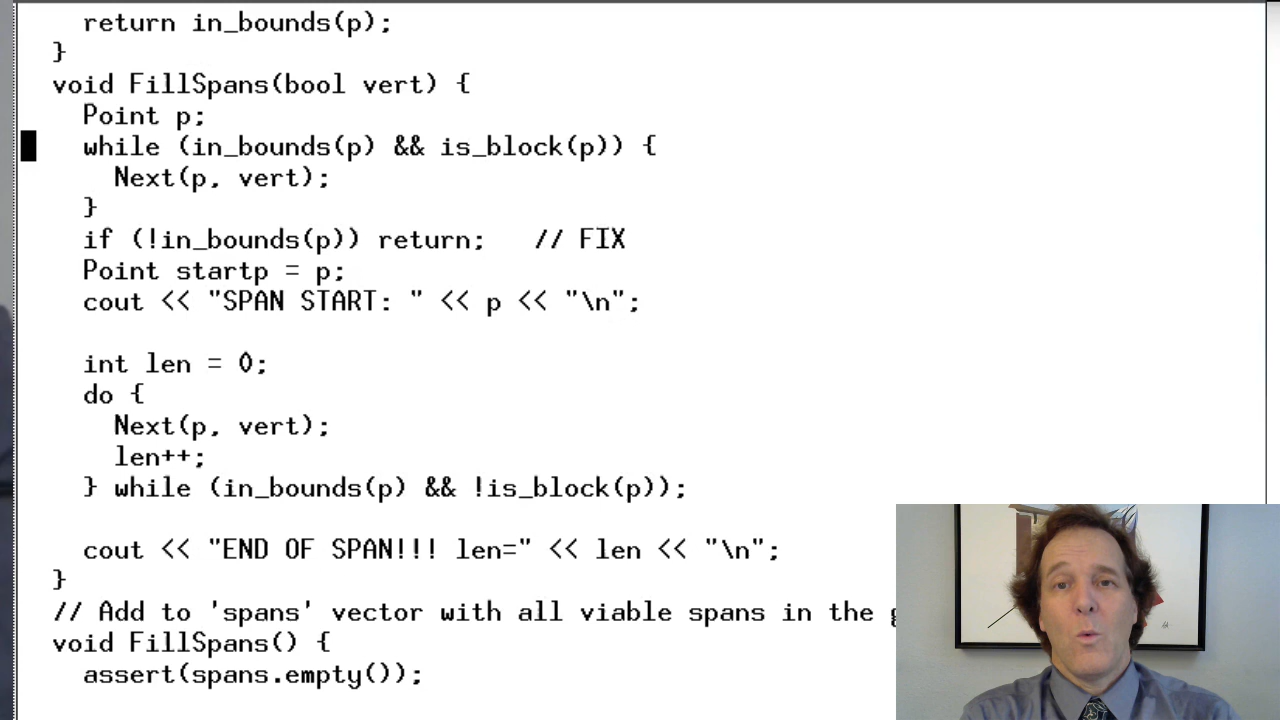 return in_bounds(p);
}
void FillSpans(bool vert) {
Point p;
while (in_bounds(p) && is_block(p)) {
Next(p, vert);
}
if (!in_bounds(p)) return;   // FIX
Point startp = p;
cout << "SPAN START: " << p << "\n";
int len = 0;
do {
Next(p, vert);
len++;
} while (in_bounds(p) && !is_block(p));
cout << "END OF SPAN!!! len=" << len << "\n";
}
// Add to 'spans' vector with all viable spans in the
void FillSpans() {
assert(spans.empty());